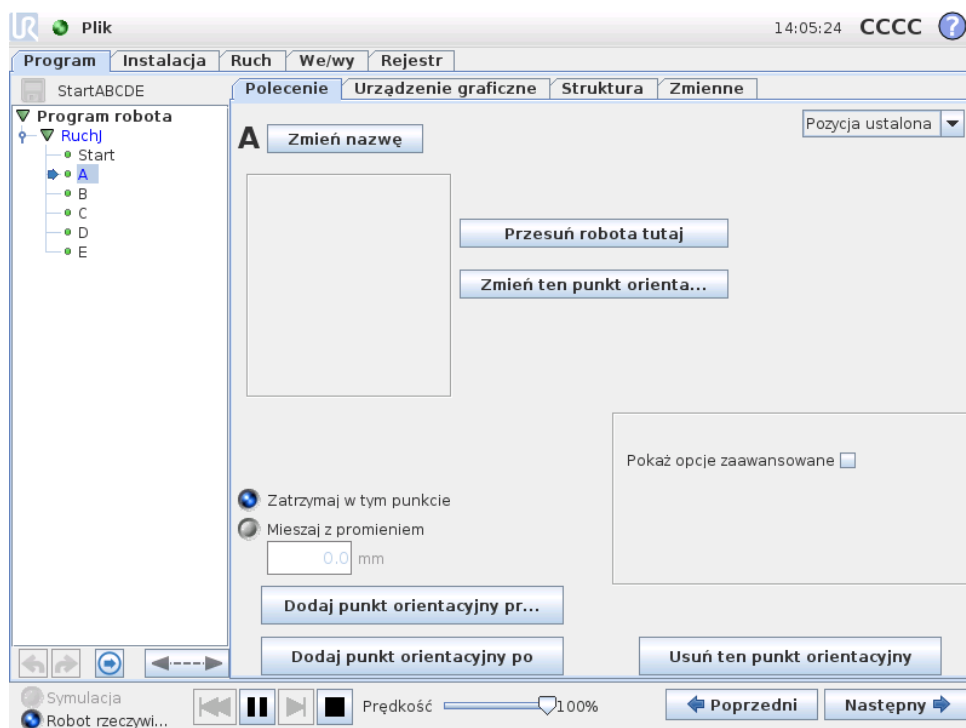 UR Plik 14:05:24 CCCC ?
Program Instalacja Ruch We/wy Rejestr
StartABCDE
Polecenie Urządzenie graficzne Struktura Zmienne
Program robota
RuchJ
Start
A
B
C
D
E
A Zmień nazwę
Pozycja ustalona
Przesuń robota tutaj
Zmień ten punkt orienta...
Pokaż opcje zaawansowane
Zatrzymaj w tym punkcie
Mieszaj z promieniem
0.0 mm
Dodaj punkt orientacyjny pr...
Dodaj punkt orientacyjny po
Usuń ten punkt orientacyjny
Symulacja
Robot rzeczywi...
Prędkość 100%
Poprzedni
Następny